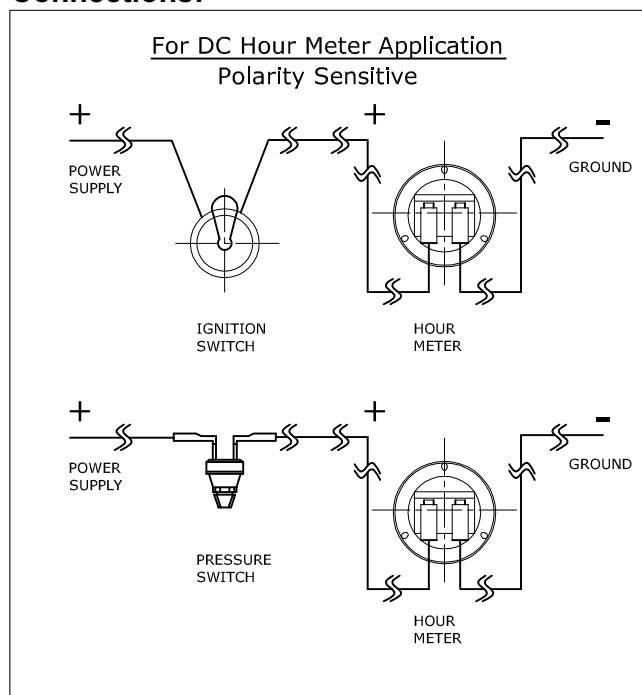 Connections:
For DC Hour Meter Application
Polarity Sensitive
+ + -
POWER
SUPPLY
GROUND
IGNITION
SWITCH
HOUR
METER
+ + -
POWER
SUPPLY
GROUND
PRESSURE
SWITCH
HOUR
METER